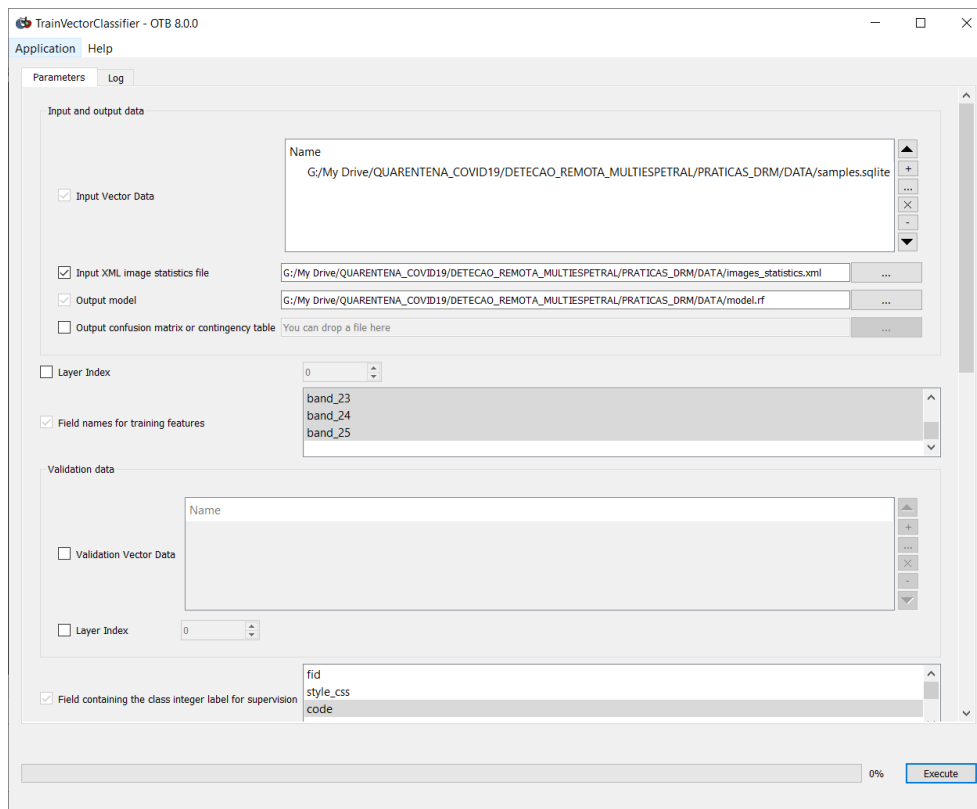 TrainVectorClassifier - OTB 8.0.0
Application Help
Parameters Log
Input and output data
Name
G:/My Drive/QUARENTENA_COVID19/DETECAO_REMOTA_MULTIESPETRAL/PRATICAS_DRM/DATA/samples.sqlite
+
Input Vector Data
...
-
Input XML image statistics file G:/My Drive/QUARENTENA_COVID19/DETECAO_REMOTA_MULTIESPETRAL/PRATICAS_DRM/DATA/images_statistics.xml ...
Output model G:/My Drive/QUARENTENA_COVID19/DETECAO_REMOTA_MULTIESPETRAL/PRATICAS_DRM/DATA/model.rf ...
Output confusion matrix or contingency table You can drop a file here ...
Layer Index 0
band_23
Field names for training features band_24
band_25
Validation data
Name
+
...
Validation Vector Data
-
Layer Index 0
fid
style_css
Field containing the class integer label for supervision code
0% Execute